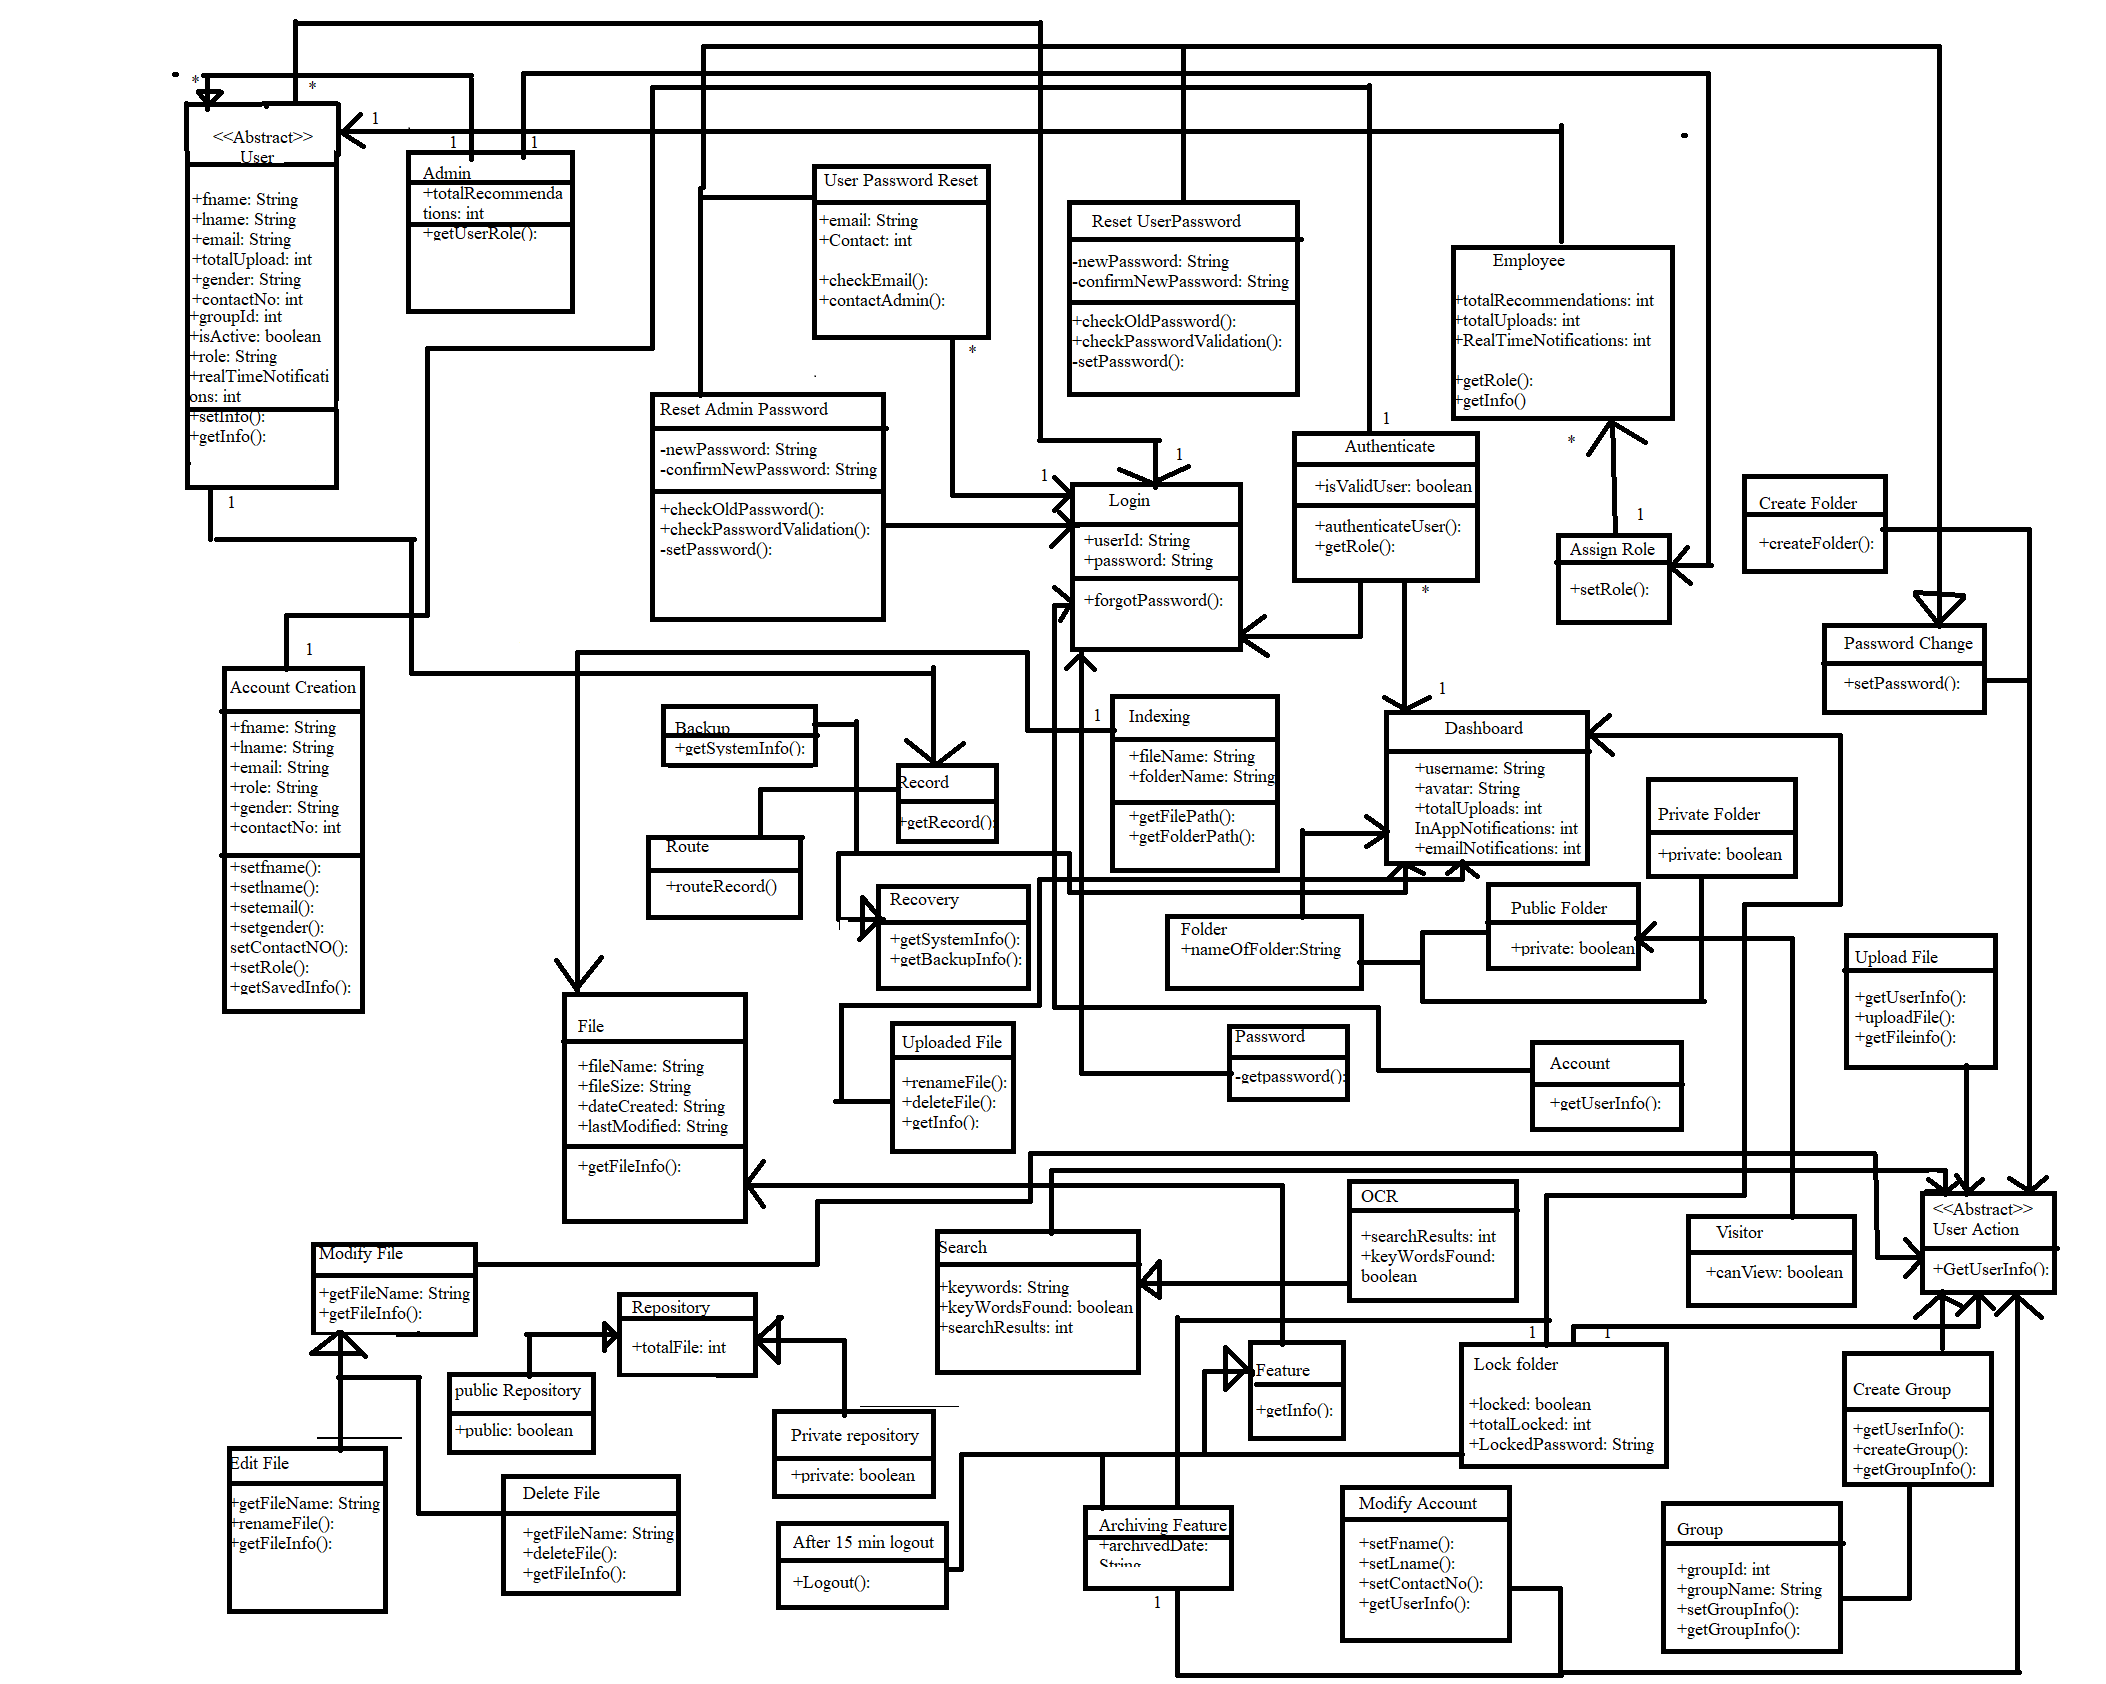 *
*
<<Abstract>>
User
+fname: String
+lname: String
+email: String
+totalUpload: int
+gender: String
+contactNo: int
+groupId: int
+isActive: boolean
+role: String
+realTimeNotificati
ons: int
+setInfo():
+getInfo():
1
1
1
1
Admin
+totalRecommenda
tions: int
+getUserRole():
User Password Reset
+email: String
+Contact: int
+checkEmail():
+contactAdmin():
*
Reset UserPassword
-newPassword: String
-confirmNewPassword: String
+checkOldPassword():
+checkPasswordValidation():
-setPassword():
Employee
+totalRecommendations: int
+totalUploads: int
+RealTimeNotifications: int
+getRole():
+getInfo()
*
1
Reset Admin Password
-newPassword: String
-confirmNewPassword: String
+checkOldPassword():
+checkPasswordValidation():
-setPassword():
1
1
Login
+userId: String
+password: String
+forgotPassword():
1
Authenticate
+isValidUser: boolean
+authenticateUser():
+getRole():
*
1
Assign Role
+setRole():
Create Folder
+createFolder():
Password Change
+setPassword():
1
Account Creation
+fname: String
+lname: String
+email: String
+role: String
+gender: String
+contactNo: int
+setfname():
+setlname():
+setemail():
+setgender():
setContactNO():
+setRole():
+getSavedInfo():
Backup
+getSystemInfo():
Record
+getRecord():
Route
+routeRecord()
Recovery
+getSystemInfo():
+getBackupInfo():
1
Indexing
+fileName: String
+folderName: String
+getFilePath():
+getFolderPath():
Dashboard
+username: String
+avatar: String
+totalUploads: int
InAppNotifications: int
+emailNotifications: int
Private Folder
+private: boolean
Public Folder
+private: boolean
Folder
+nameOfFolder:String
Upload File
+getUserInfo():
+uploadFile():
+getFileinfo():
File
+fileName: String
+fileSize: String
+dateCreated: String
+lastModified: String
+getFileInfo():
Uploaded File
+renameFile():
+deleteFile():
+getInfo():
Password
-getpassword():
Account
+getUserInfo():
<<Abstract>>
User Action
+GetUserInfo():
Visitor
+canView: boolean
OCR
+searchResults: int
+keyWordsFound:
boolean
Search
+keywords: String
+keyWordsFound: boolean
+searchResults: int
Modify File
+getFileName: String
+getFileInfo():
Repository
+totalFile: int
public Repository
+public: boolean
Private repository
+private: boolean
Feature
+getInfo():
1
1
Lock folder
+locked: boolean
+totalLocked: int
+LockedPassword: String
Create Group
+getUserInfo():
+createGroup():
+getGroupInfo():
Edit File
+getFileName: String
+renameFile():
+getFileInfo():
Delete File
+getFileName: String
+deleteFile():
+getFileInfo():
After 15 min logout
+Logout():
Archiving Feature
+archivedDate:
String
1
Modify Account
+setFname():
+setLname():
+setContactNo():
+getUserInfo():
Group
+groupId: int
+groupName: String
+setGroupInfo():
+getGroupInfo():